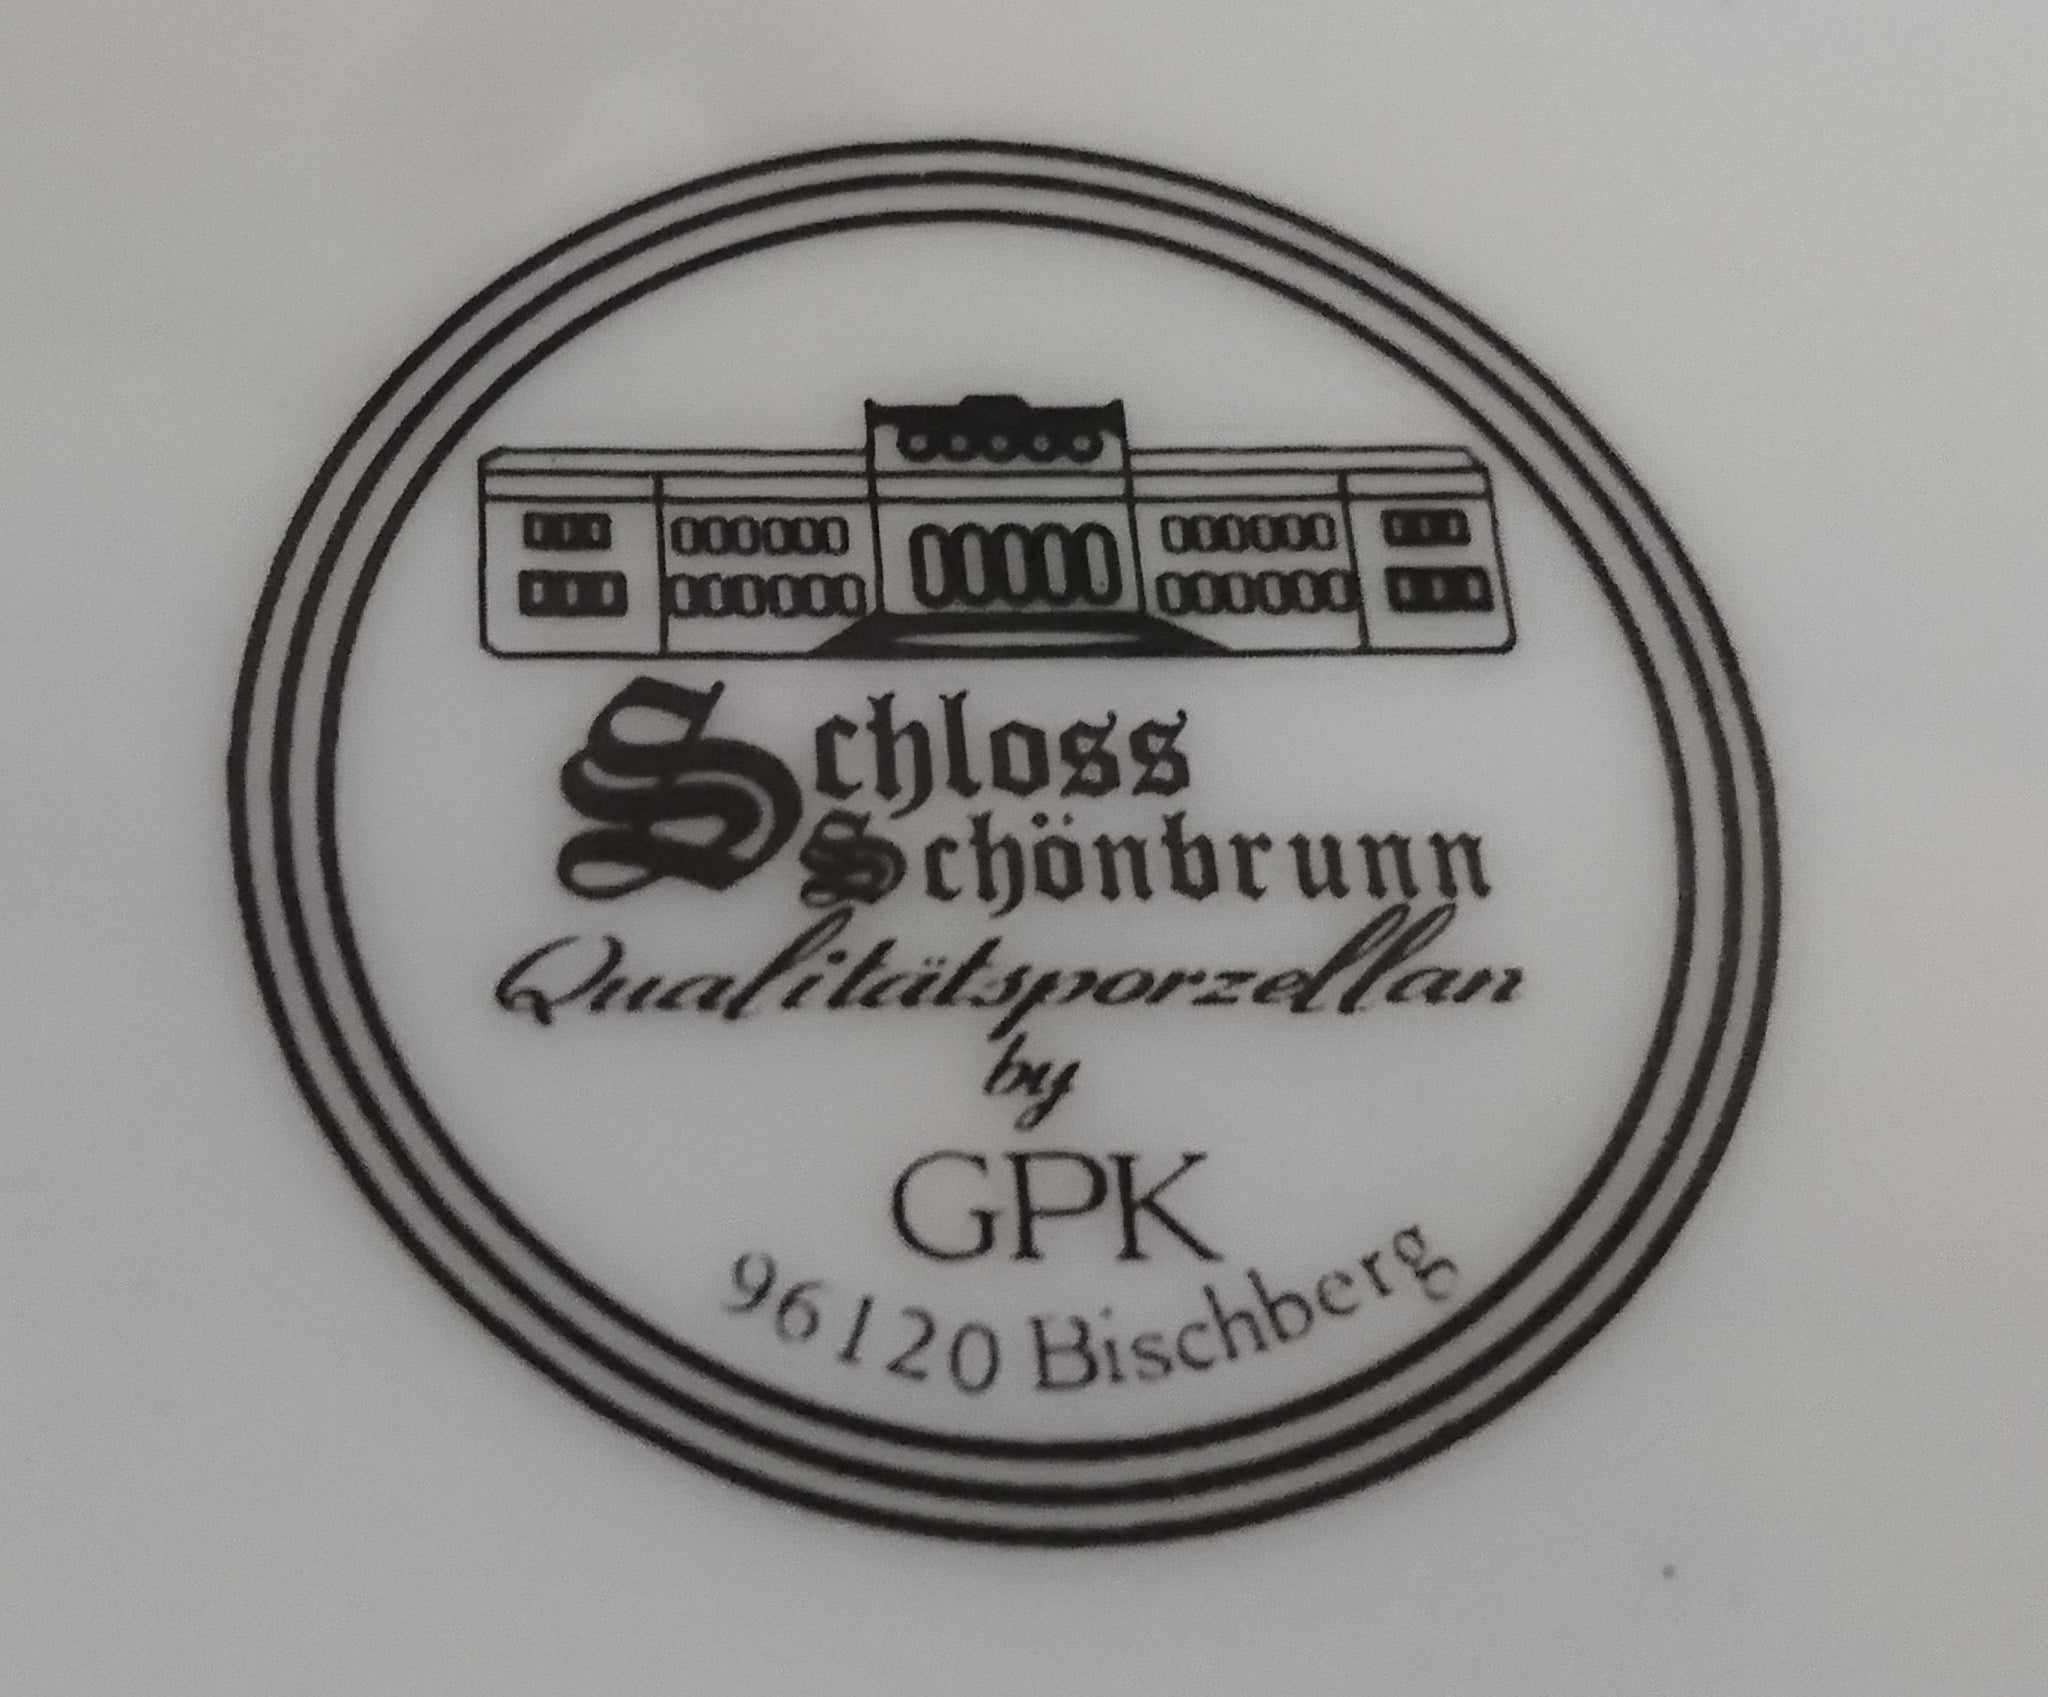 Schloss
Schönbrunn
Qualitätsporzellan
by
GPK
96120 Bischberg